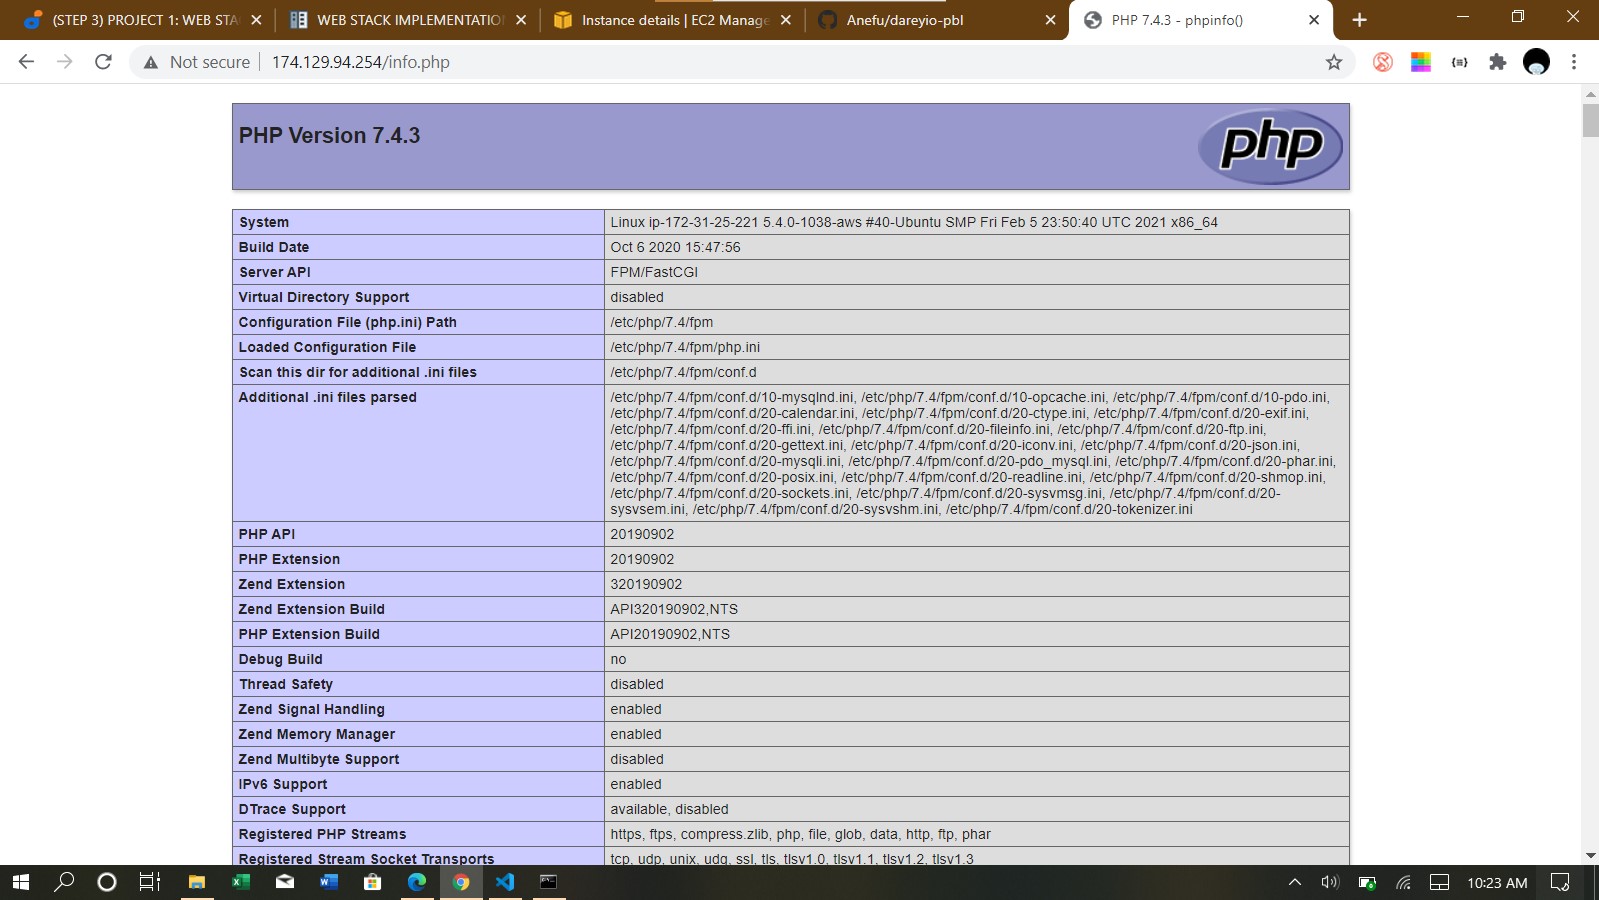 (STEP 3) PROJECT 1: WEB STA
WEB STACK IMPLEMENTATIO
Instance details | EC2 Manage
Anefu/dareyio-pbl
PHP 7.4.3 - phpinfo()
Not secure
174.129.94.254/info.php
PHP Version 7.4.3
php
System
Linux ip-172-31-25-221 5.4.0-1038-aws #40-Ubuntu SMP Fri Feb 5 23:50:40 UTC 2021 x86_64
Build Date
Oct 6 2020 15:47:56
Server API
FPM/FastCGI
Virtual Directory Support
disabled
Configuration File (php.ini) Path
/etc/php/7.4/fpm
Loaded Configuration File
/etc/php/7.4/fpm/php.ini
Scan this dir for additional .ini files
/etc/php/7.4/fpm/conf.d
Additional .ini files parsed
/etc/php/7.4/fpm/conf.d/10-mysqlnd.ini, /etc/php/7.4/fpm/conf.d/10-opcache.ini, /etc/php/7.4/fpm/conf.d/10-pdo.ini,
/etc/php/7.4/fpm/conf.d/20-calendar.ini, /etc/php/7.4/fpm/conf.d/20-ctype.ini, /etc/php/7.4/fpm/conf.d/20-exif.ini,
/etc/php/7.4/fpm/conf.d/20-ffi.ini, /etc/php/7.4/fpm/conf.d/20-fileinfo.ini, /etc/php/7.4/fpm/conf.d/20-ftp.ini,
/etc/php/7.4/fpm/conf.d/20-gettext.ini, /etc/php/7.4/fpm/conf.d/20-iconv.ini, /etc/php/7.4/fpm/conf.d/20-json.ini,
/etc/php/7.4/fpm/conf.d/20-mysqli.ini, /etc/php/7.4/fpm/conf.d/20-pdo_mysql.ini, /etc/php/7.4/fpm/conf.d/20-phar.ini,
/etc/php/7.4/fpm/conf.d/20-posix.ini, /etc/php/7.4/fpm/conf.d/20-readline.ini, /etc/php/7.4/fpm/conf.d/20-shmop.ini,
/etc/php/7.4/fpm/conf.d/20-sockets.ini, /etc/php/7.4/fpm/conf.d/20-sysvmsg.ini, /etc/php/7.4/fpm/conf.d/20-
sysvsem.ini, /etc/php/7.4/fpm/conf.d/20-sysvshm.ini, /etc/php/7.4/fpm/conf.d/20-tokenizer.ini
PHP API
20190902
PHP Extension
20190902
Zend Extension
320190902
Zend Extension Build
API320190902,NTS
PHP Extension Build
API20190902,NTS
Debug Build
no
Thread Safety
disabled
Zend Signal Handling
enabled
Zend Memory Manager
enabled
Zend Multibyte Support
disabled
IPv6 Support
enabled
DTrace Support
available, disabled
Registered PHP Streams
https, ftps, compress.zlib, php, file, glob, data, http, ftp, phar
Registered Stream Socket Transports
tcp, udp, unix, udg, ssl, tls, tlsv1.0, tlsv1.1, tlsv1.2, tlsv1.3
10:23 AM